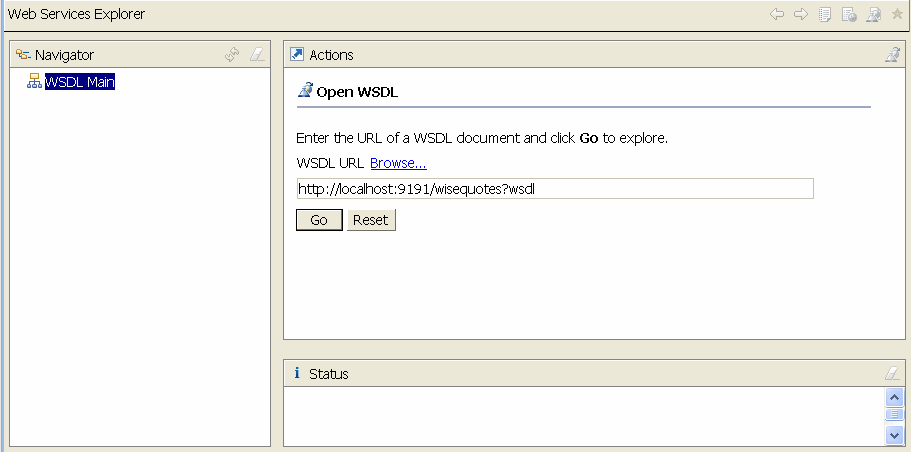 Web Services Explorer
Navigator
WSDL Main
Actions
Open WSDL
Enter the URL of a WSDL document and click Go to explore.
WSDL URL Browse...
http://localhost:9191/wisequotes?wsdl
Go Reset
i Status